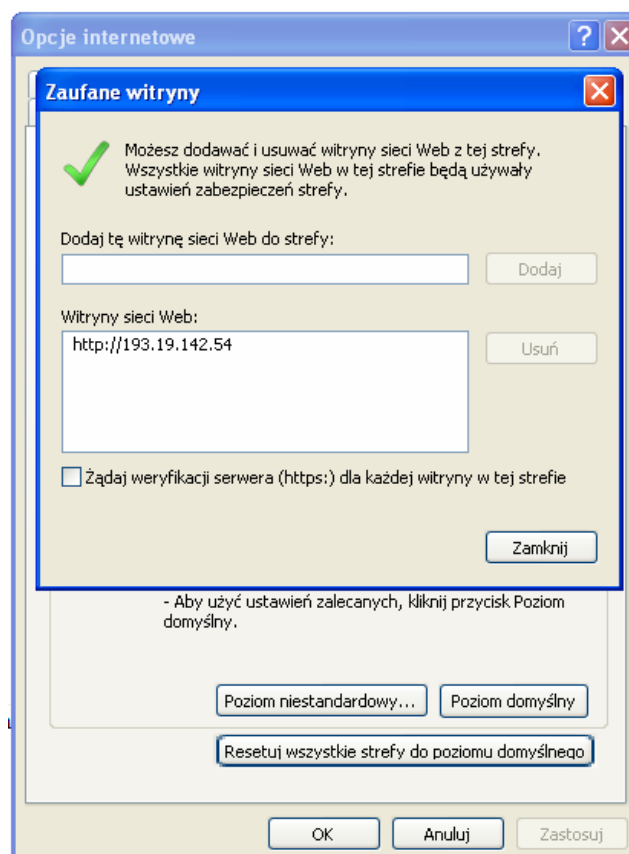 Opcje internetowe
Zaufane witryny
Możesz dodawać i usuwać witryny sieci Web z tej strefy.
Wszystkie witryny sieci Web w tej strefie będą używały
ustawień zabezpieczeń strefy.
Dodaj tę witrynę sieci Web do strefy:
Dodaj
Witryny sieci Web:
http://193.19.142.54
Usuń
Żądaj weryfikacji serwera (https:) dla każdej witryny w tej strefie
Zamknij
- Aby użyć ustawień zalecanych, kliknij przycisk Poziom
domyślny.
Poziom niestandardowy...
Poziom domyślny
Resetuj wszystkie strefy do poziomu domyślnego
OK
Anuluj
Zastosuj